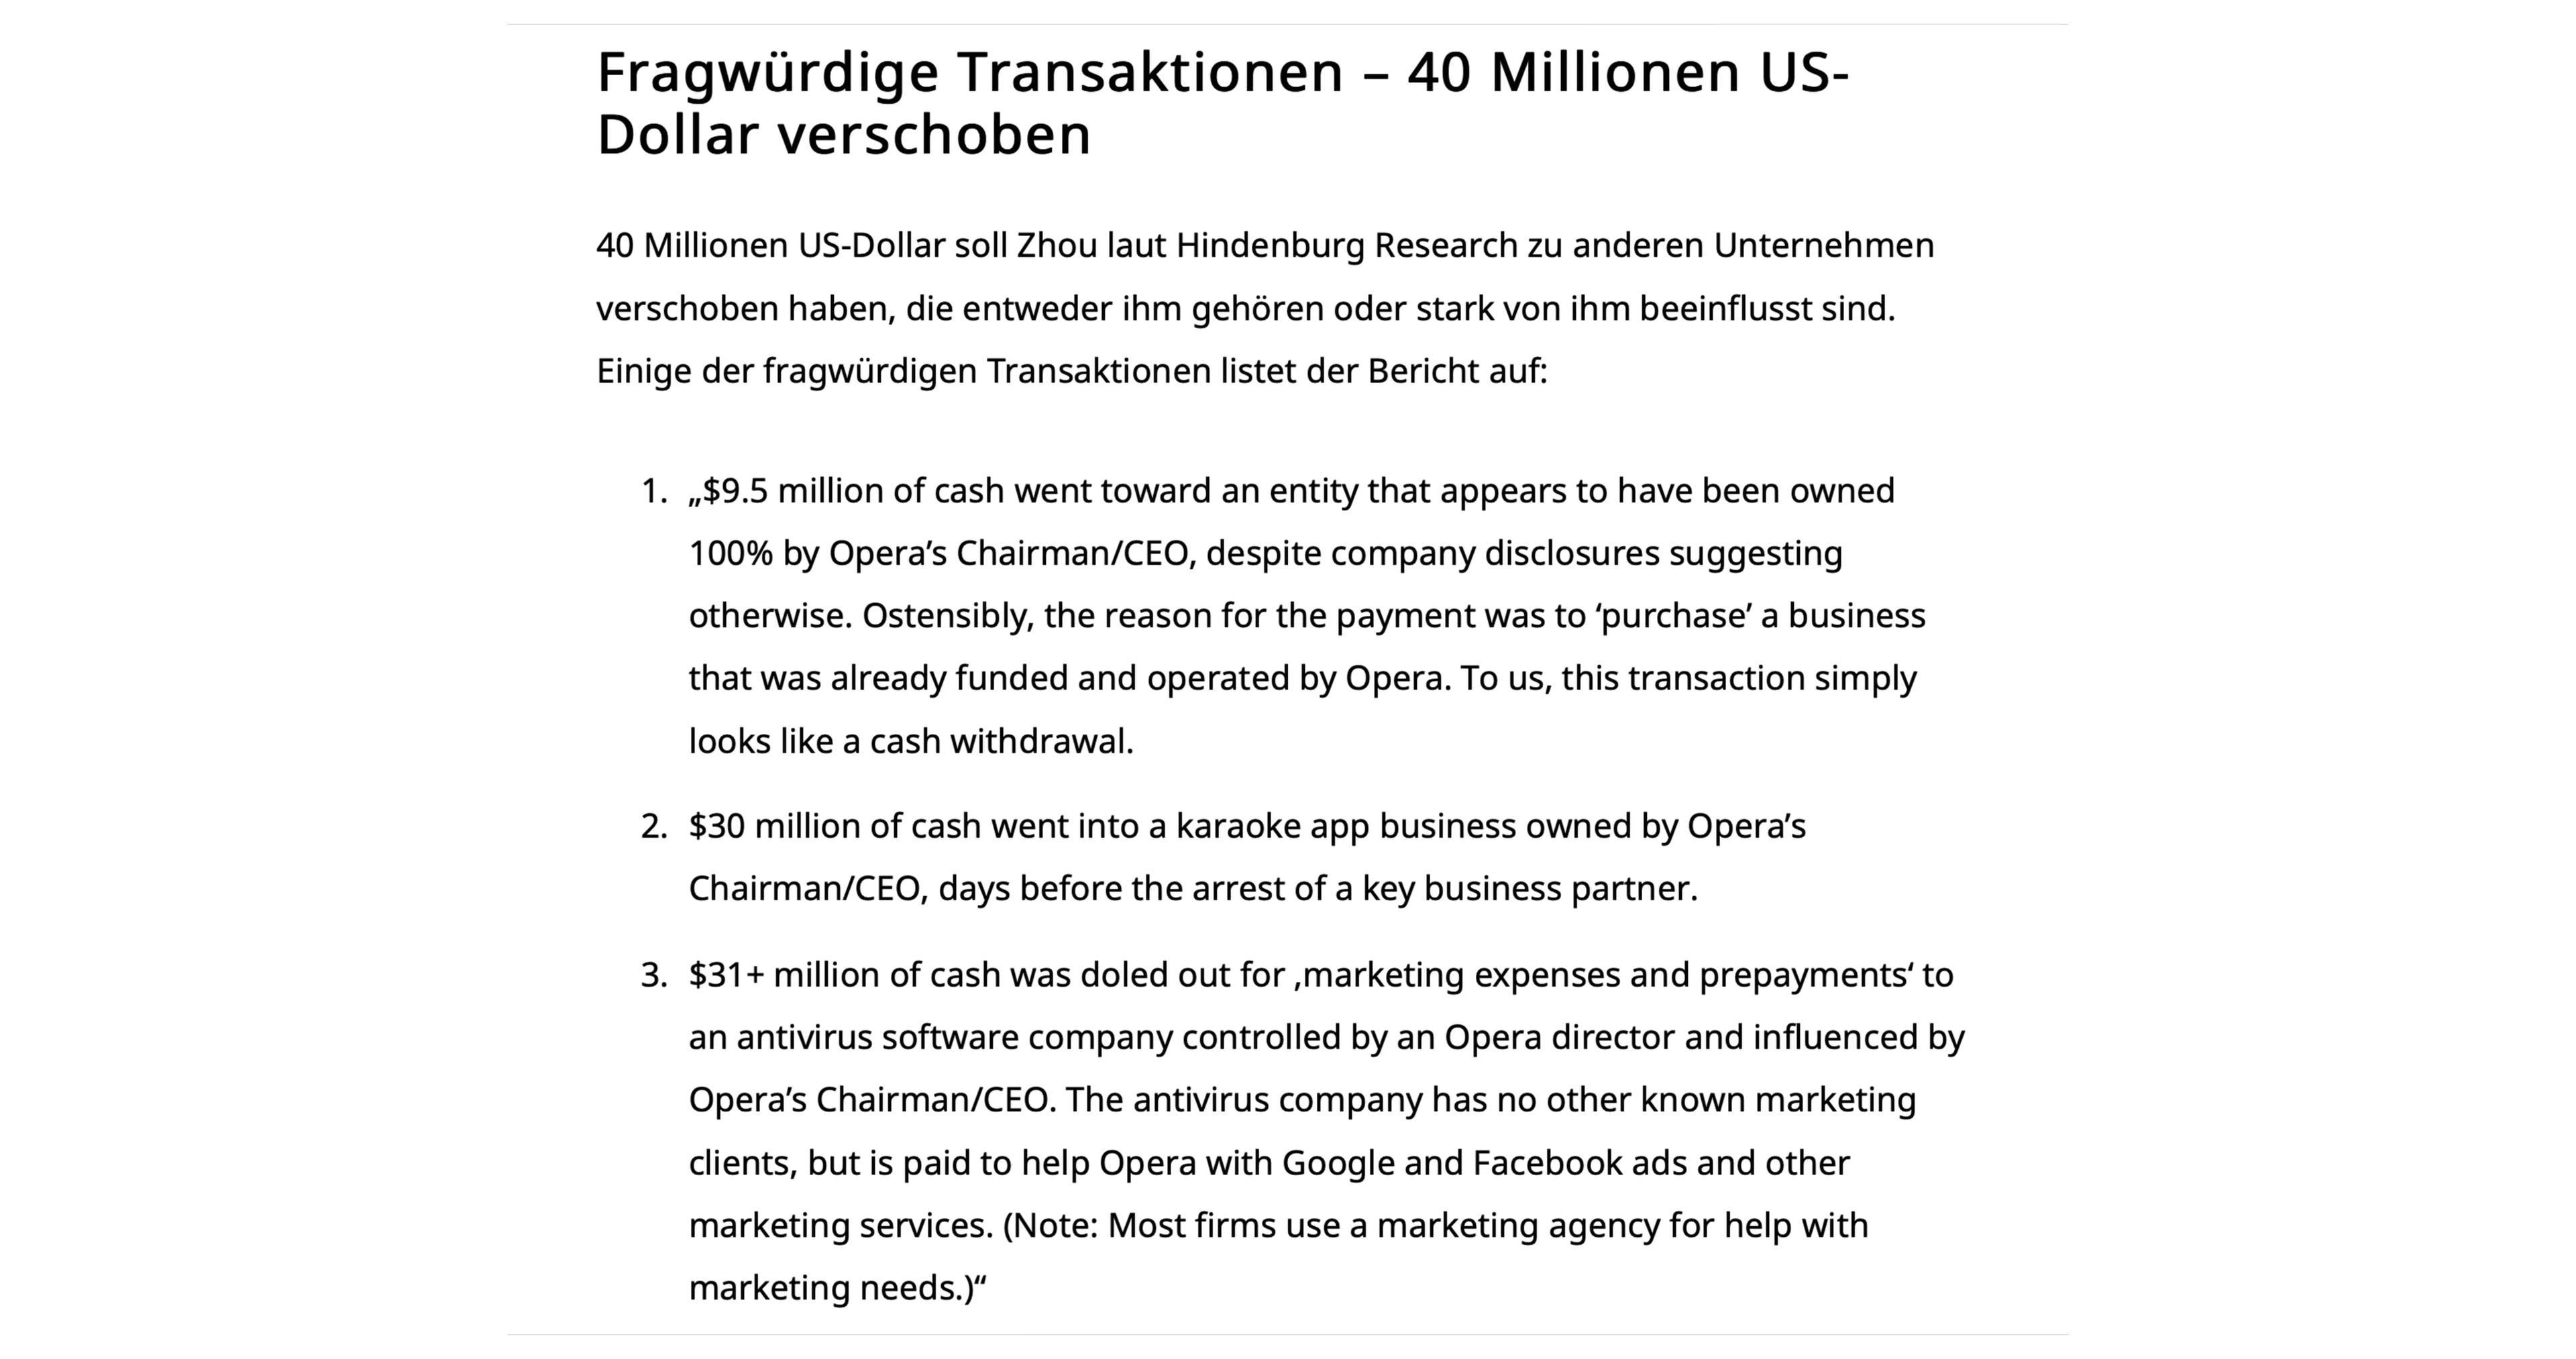 Fragwürdige Transaktionen – 40 Millionen US-
Dollar verschoben
40 Millionen US-Dollar soll Zhou laut Hindenburg Research zu anderen Unternehmen
verschoben haben, die entweder ihm gehören oder stark von ihm beeinflusst sind.
Einige der fragwürdigen Transaktionen listet der Bericht auf:
1. „$9.5 million of cash went toward an entity that appears to have been owned
100% by Opera’s Chairman/CEO, despite company disclosures suggesting
otherwise. Ostensibly, the reason for the payment was to ‘purchase’ a business
that was already funded and operated by Opera. To us, this transaction simply
looks like a cash withdrawal.
2. $30 million of cash went into a karaoke app business owned by Opera’s
Chairman/CEO, days before the arrest of a key business partner.
3. $31+ million of cash was doled out for ‚marketing expenses and prepayments‘ to
an antivirus software company controlled by an Opera director and influenced by
Opera’s Chairman/CEO. The antivirus company has no other known marketing
clients, but is paid to help Opera with Google and Facebook ads and other
marketing services. (Note: Most firms use a marketing agency for help with
marketing needs.)“